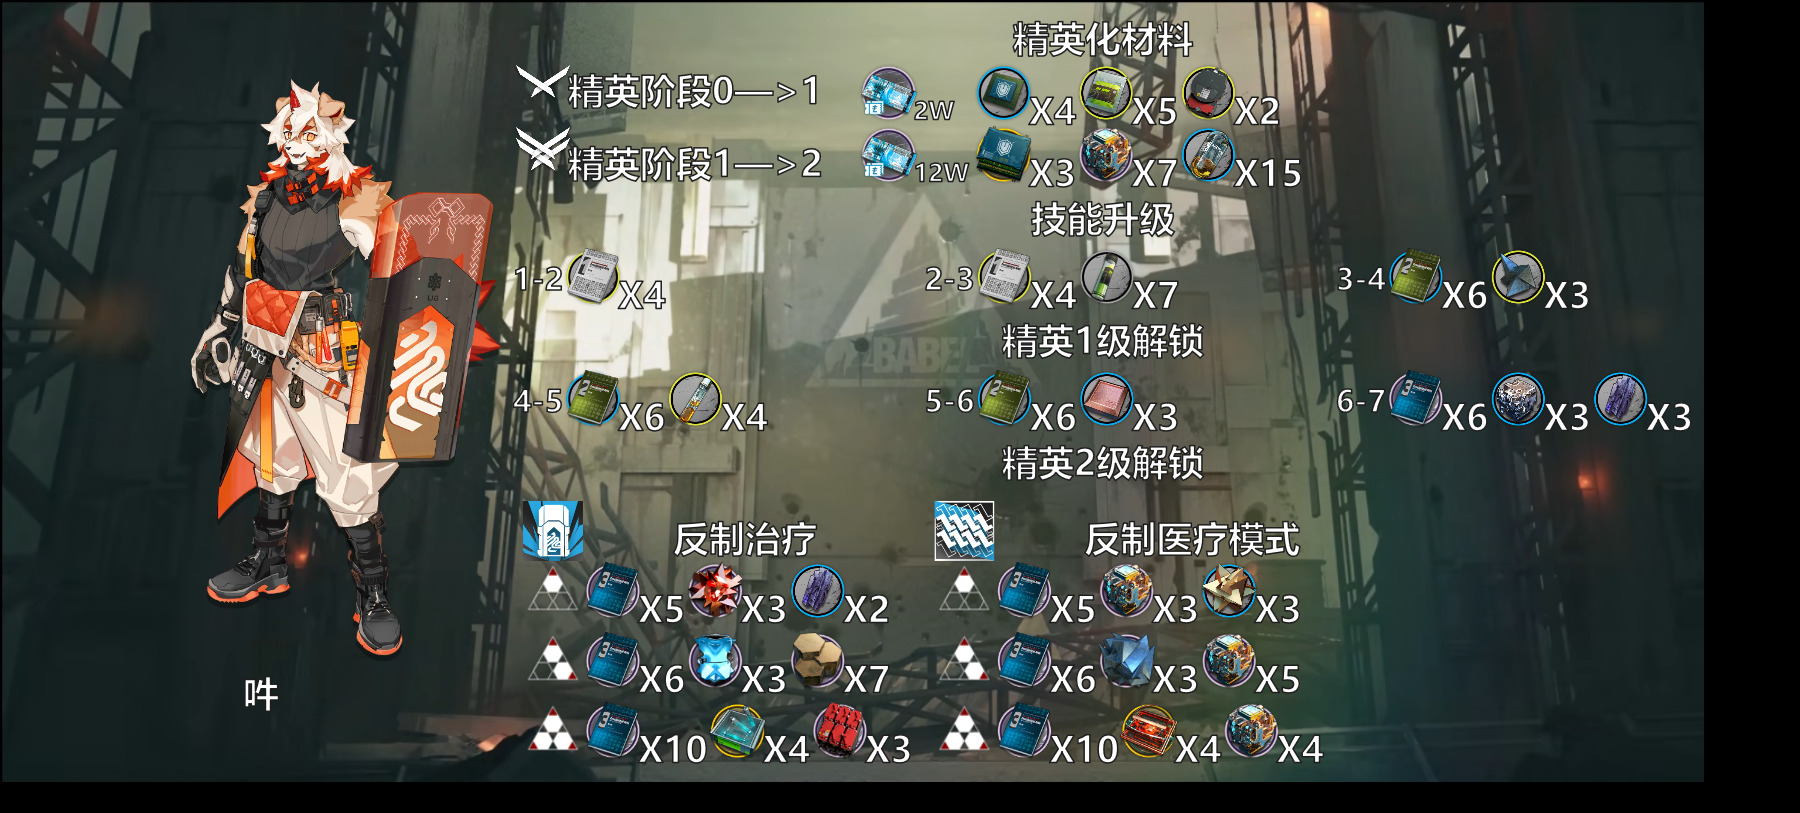 精英化材料
精英阶段0—>1 2W X4 X5 X2
精英阶段1—>2 12W X3 X7 X15
技能升级
1-2 X4 2-3 X4 X7 3-4 X6 X3
精英1级解锁
4-5 X6 X4 5-6 X6 X3 6-7 X6 X3 X3
精英2级解锁
反制治疗 反制医疗模式
X5 X3 X2 X5 X3 X3
X6 X3 X7 X6 X3 X5
X10 X4 X3 X10 X4 X4
吽
BABEL